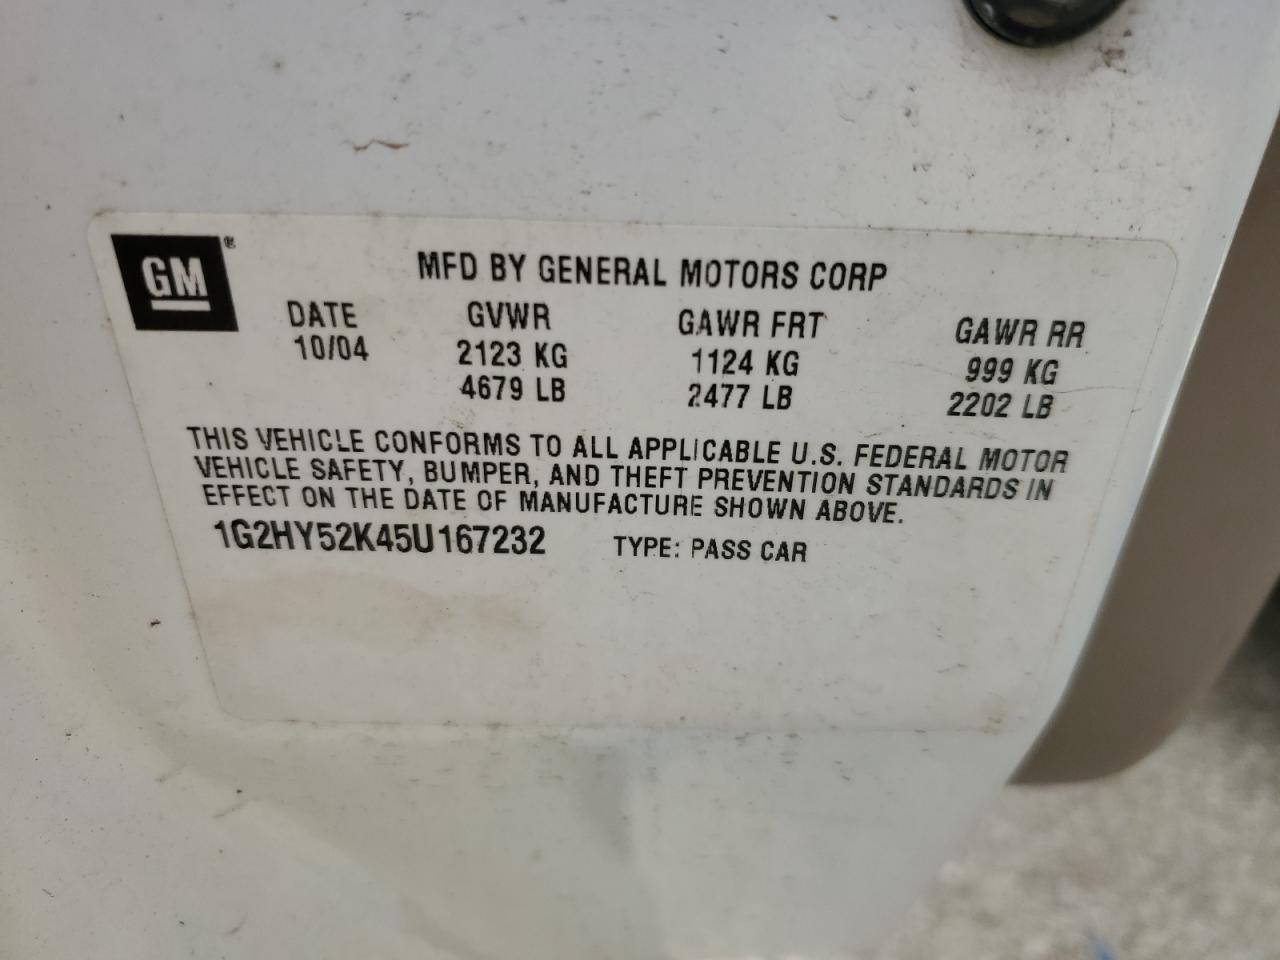 GM®
MFD BY GENERAL MOTORS CORP
DATE GVWR GAWR FRT GAWR RR
10/04 2123 KG 1124 KG 999 KG
4679 LB 2477 LB 2202 LB
THIS VEHICLE CONFORMS TO ALL APPLICABLE U.S. FEDERAL MOTOR
VEHICLE SAFETY, BUMPER, AND THEFT PREVENTION STANDARDS IN
EFFECT ON THE DATE OF MANUFACTURE SHOWN ABOVE.
1G2HY52K45U167232 TYPE: PASS CAR